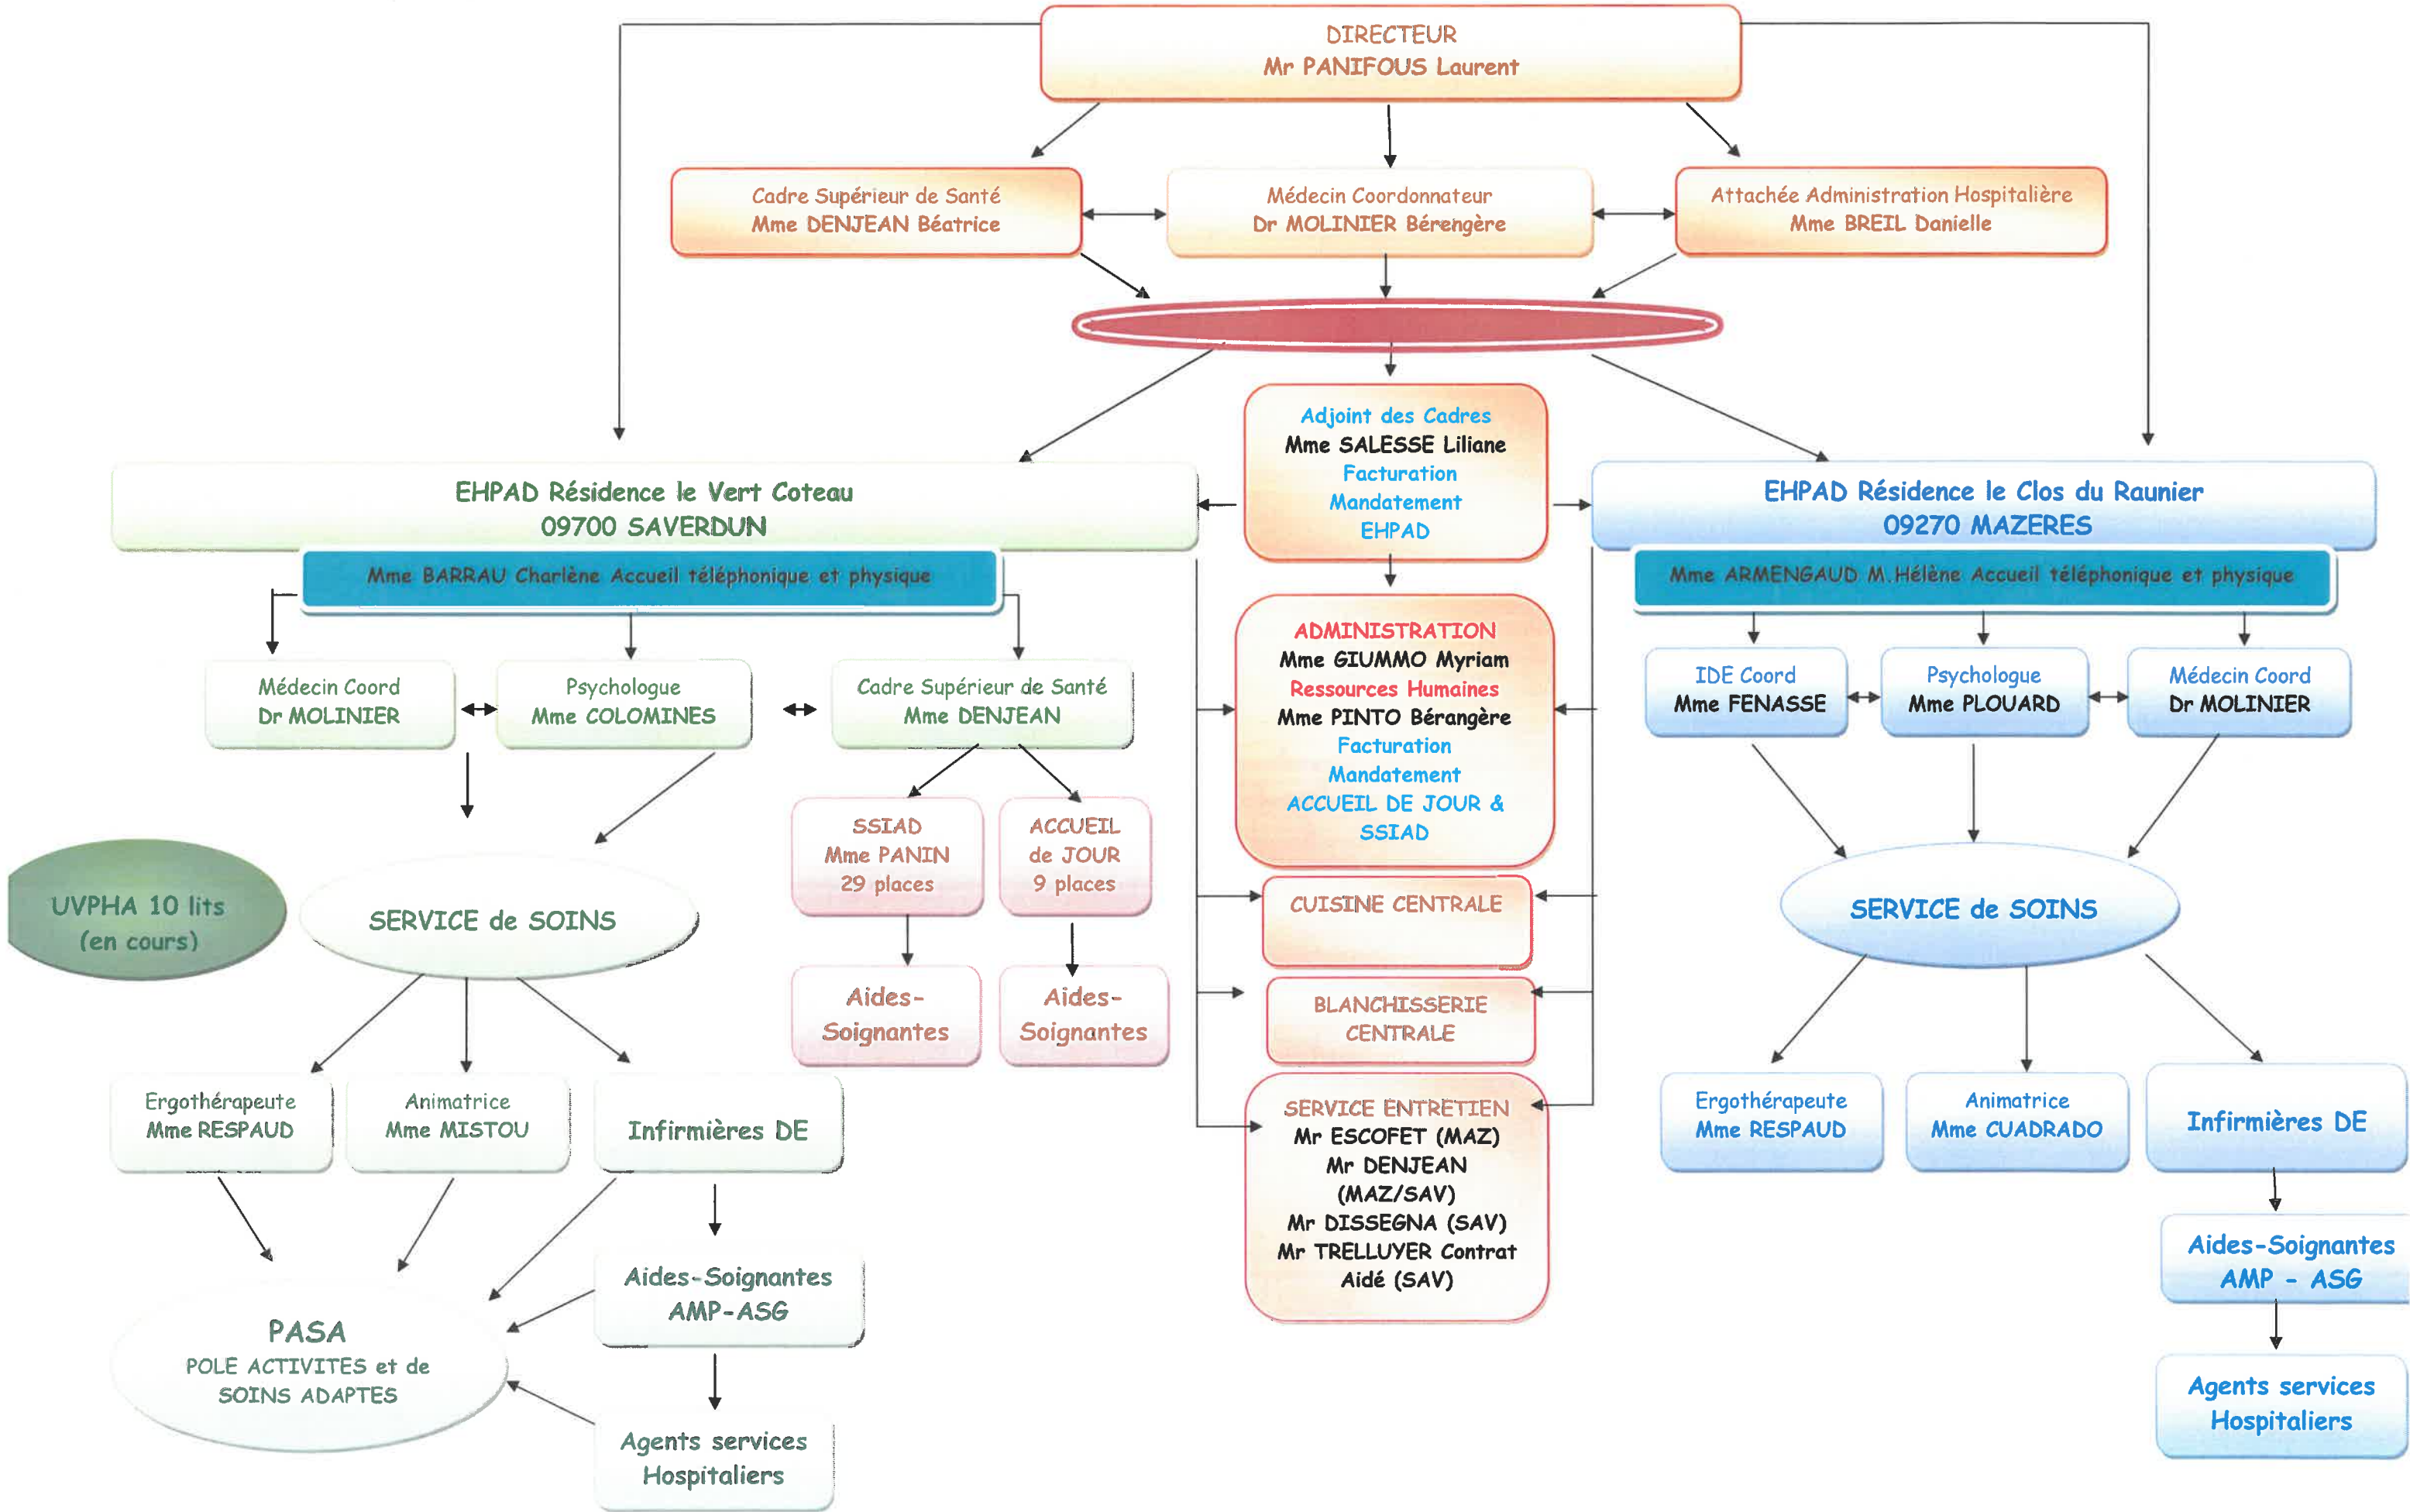 DIRECTEUR
Mr PANIFOUS Laurent
Cadre Supérieur de Santé
Mme DENJEAN Béatrice
Médecin Coordonnateur
Dr MOLINIER Bérengère
Attachée Administration Hospitalière
Mme BREIL Danielle
Adjoint des Cadres
Mme SALESSE Liliane
Facturation
Mandatement
EHPAD
EHPAD Résidence le Vert Coteau
09700 SAVERDUN
Mme BARRAU Charlène Accueil téléphonique et physique
EHPAD Résidence le Clos du Raunier
09270 MAZERES
Mme ARMENGAUD M.Hélène Accueil téléphonique et physique
Médecin Coord
Dr MOLINIER
Psychologue
Mme COLOMINES
Cadre Supérieur de Santé
Mme DENJEAN
ADMINISTRATION
Mme GIUMMO Myriam
Ressources Humaines
Mme PINTO Bérangère
Facturation
Mandatement
ACCUEIL DE JOUR &
SSIAD
IDE Coord
Mme FENASSE
Psychologue
Mme PLOUARD
Médecin Coord
Dr MOLINIER
SSIAD
Mme PANIN
29 places
ACCUEIL
de JOUR
9 places
UVPHA 10 lits
(en cours)
SERVICE de SOINS
CUISINE CENTRALE
SERVICE de SOINS
Aides-
Soignantes
Aides-
Soignantes
BLANCHISSERIE
CENTRALE
Ergothérapeute
Mme RESPAUD
Animatrice
Mme MISTOU
Infirmières DE
SERVICE ENTRETIEN
Mr ESCOFET (MAZ)
Mr DENJEAN
(MAZ/SAV)
Mr DISSEGNA (SAV)
Mr TRELLUYER Contrat
Aidé (SAV)
Ergothérapeute
Mme RESPAUD
Animatrice
Mme CUADRADO
Infirmières DE
Aides-Soignantes
AMP-ASG
Aides-Soignantes
AMP - ASG
PASA
POLE ACTIVITES et de
SOINS ADAPTES
Agents services
Hospitaliers
Agents services
Hospitaliers